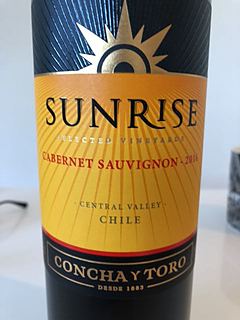 SUNRISE
SELECTED VINEYARDS
CABERNET SAUVIGNON - 2016
CENTRAL VALLEY
CHILE
CONCHA Y TORO
DESDE 1883